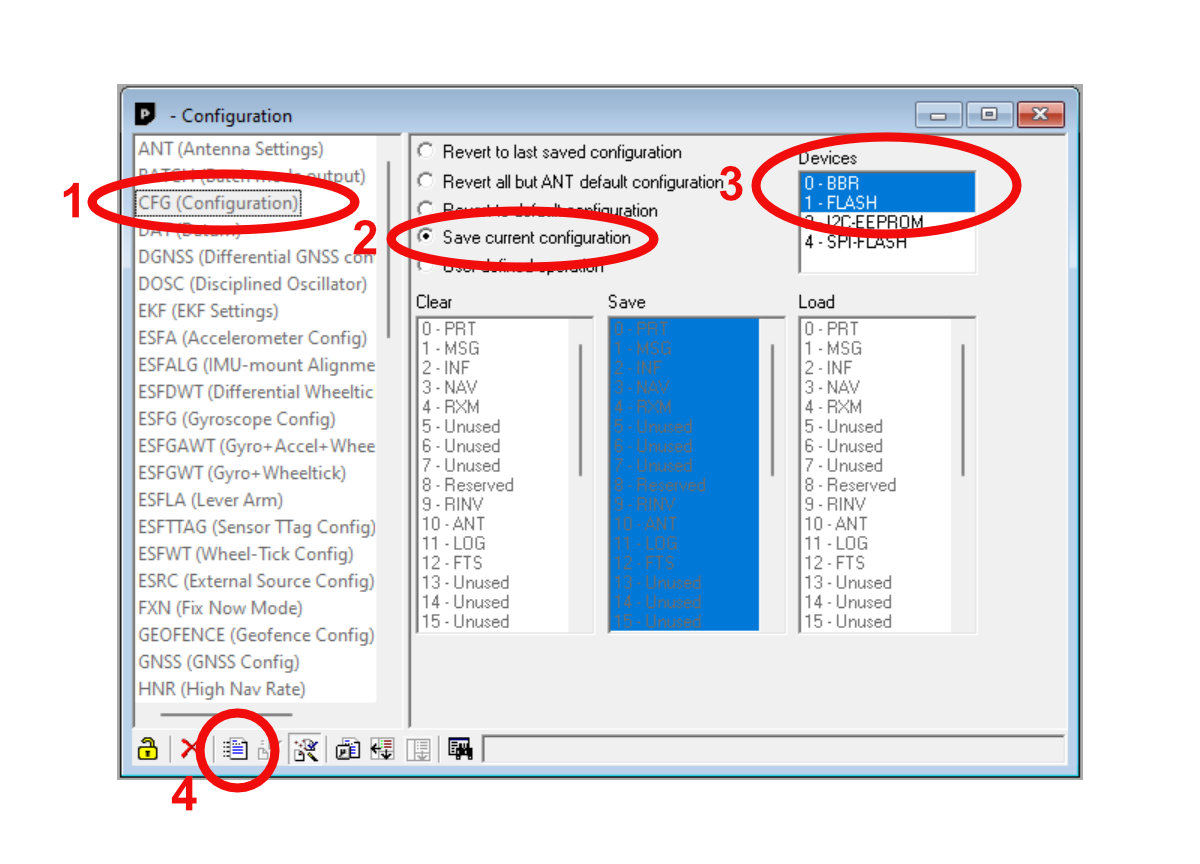 P - Configuration
ANT (Antenna Settings)
BATCH (Batch mode output)
CFG (Configuration)
DAT (Datum)
DGNSS (Differential GNSS con
DOSC (Disciplined Oscillator)
EKF (EKF Settings)
ESFA (Accelerometer Config)
ESFALG (IMU-mount Alignme
ESFDWT (Differential Wheeltic
ESFG (Gyroscope Config)
ESFGAWT (Gyro+Accel+Whee
ESFGWT (Gyro+Wheeltick)
ESFLA (Lever Arm)
ESFTTAG (Sensor TTag Config)
ESFWT (Wheel-Tick Config)
ESRC (External Source Config)
FXN (Fix Now Mode)
GEOFENCE (Geofence Config)
GNSS (GNSS Config)
HNR (High Nav Rate)
1
Revert to last saved configuration
Revert all but ANT default configuration
Revert to default configuration
Save current configuration
User defined operation
2
3
Devices
0 - BBR
1 - FLASH
2 - I2C-EEPROM
4 - SPI-FLASH
Clear
0 - PRT
1 - MSG
2 - INF
3 - NAV
4 - RXM
5 - Unused
6 - Unused
7 - Unused
8 - Reserved
9 - RINV
10 - ANT
11 - LOG
12 - FTS
13 - Unused
14 - Unused
15 - Unused
Save
0 - PRT
1 - MSG
2 - INF
3 - NAV
4 - RXM
5 - Unused
6 - Unused
7 - Unused
8 - Reserved
9 - RINV
10 - ANT
11 - LOG
12 - FTS
13 - Unused
14 - Unused
15 - Unused
Load
0 - PRT
1 - MSG
2 - INF
3 - NAV
4 - RXM
5 - Unused
6 - Unused
7 - Unused
8 - Reserved
9 - RINV
10 - ANT
11 - LOG
12 - FTS
13 - Unused
14 - Unused
15 - Unused
4